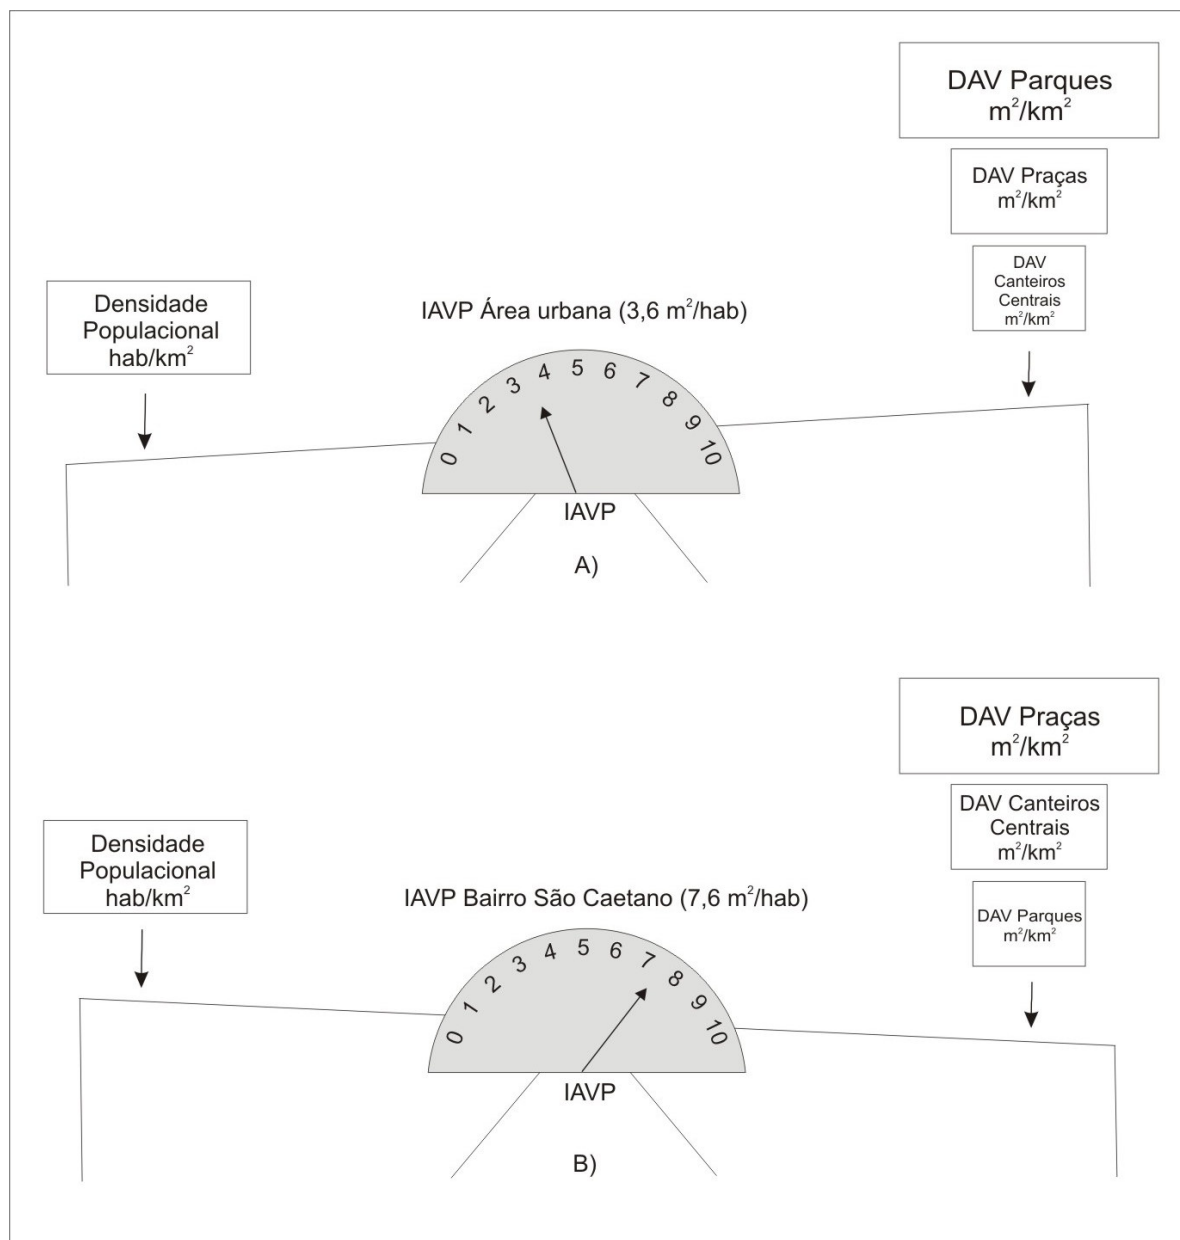 DAV Parques
m²/km²
DAV Praças
m²/km²
DAV
Canteiros
Centrais
m²/km²
Densidade
Populacional
hab/km²
IAVP Área urbana (3,6 m²/hab)
0 1 2 3 4 5 6 7 8 9 10
IAVP
A)
DAV Praças
m²/km²
DAV Canteiros
Centrais
m²/km²
DAV Parques
m²/km²
Densidade
Populacional
hab/km²
IAVP Bairro São Caetano (7,6 m²/hab)
0 1 2 3 4 5 6 7 8 9 10
IAVP
B)